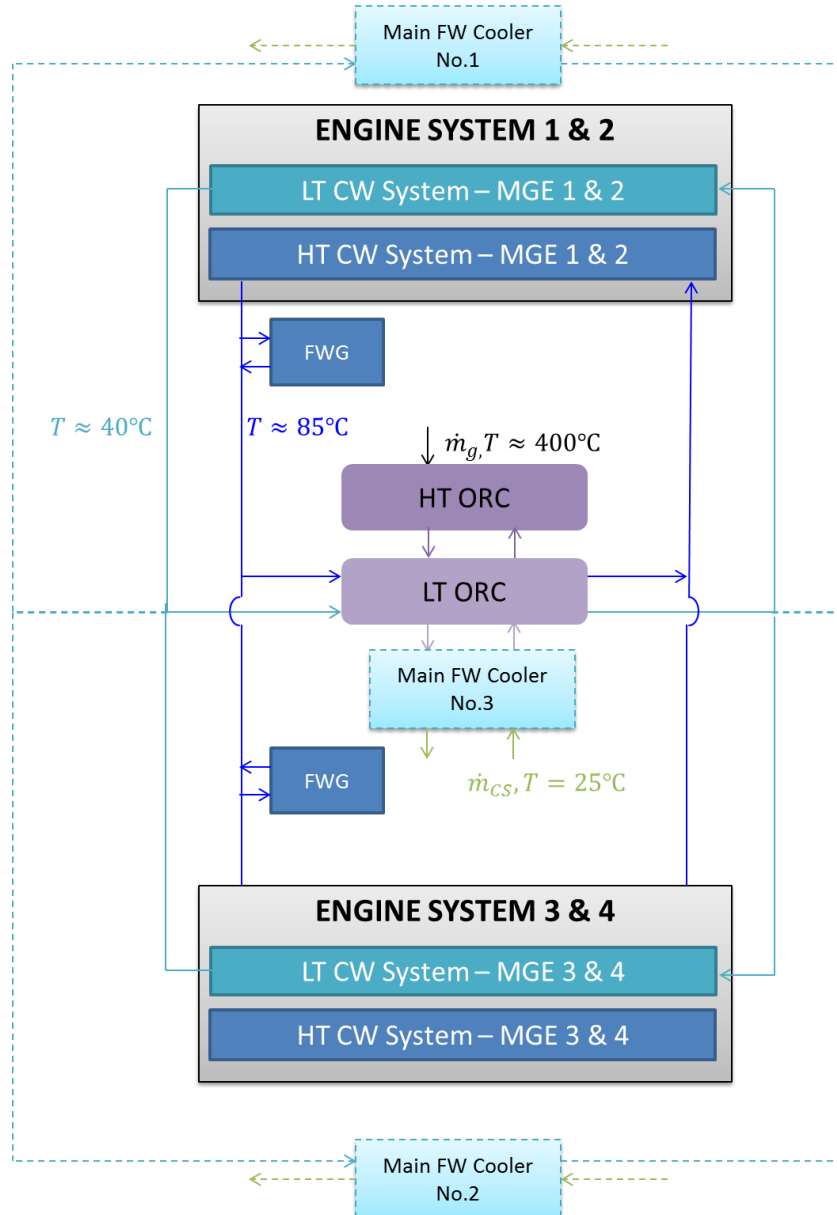 Main FW Cooler
No.1
ENGINE SYSTEM 1 & 2
LT CW System – MGE 1 & 2
HT CW System – MGE 1 & 2
FWG
T ≈ 40°C
T ≈ 85°C
ṁg, T ≈ 400°C
HT ORC
LT ORC
Main FW Cooler
No.3
FWG
ṁCS, T = 25°C
ENGINE SYSTEM 3 & 4
LT CW System – MGE 3 & 4
HT CW System – MGE 3 & 4
Main FW Cooler
No.2